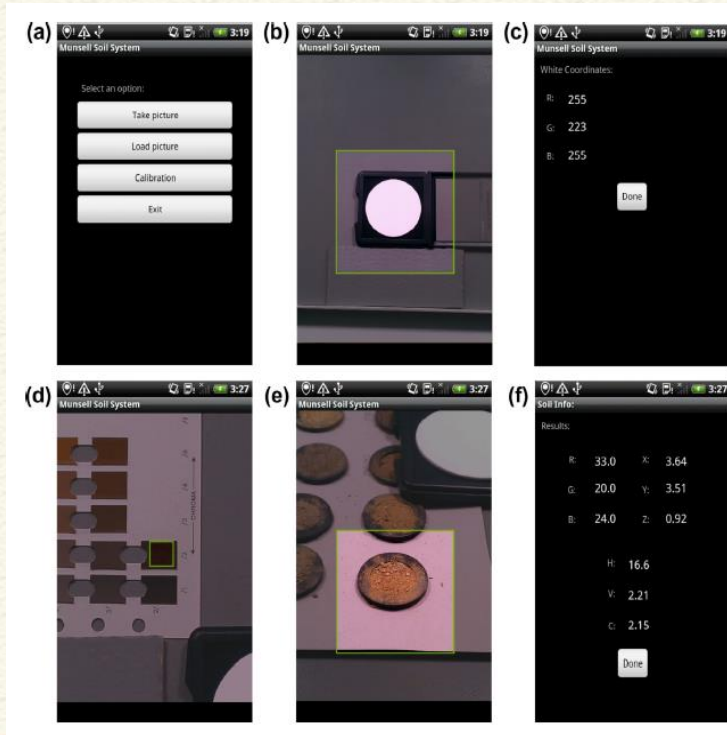 (a)
3:19
Munsell Soil System
Select an option:
Take picture
Load picture
Calibration
Exit
(b)
3:19
Munsell Soil System
(c)
3:19
Munsell Soil System
White Coordinates:
R: 255
G: 223
B: 255
Done
(d)
3:27
Munsell Soil System
CHROMA
(e)
3:27
Munsell Soil System
(f)
3:27
Soil Info:
Results:
R: 33.0 X: 3.64
G: 20.0 Y: 3.51
B: 24.0 Z: 0.92
H: 16.6
V: 2.21
C: 2.15
Done